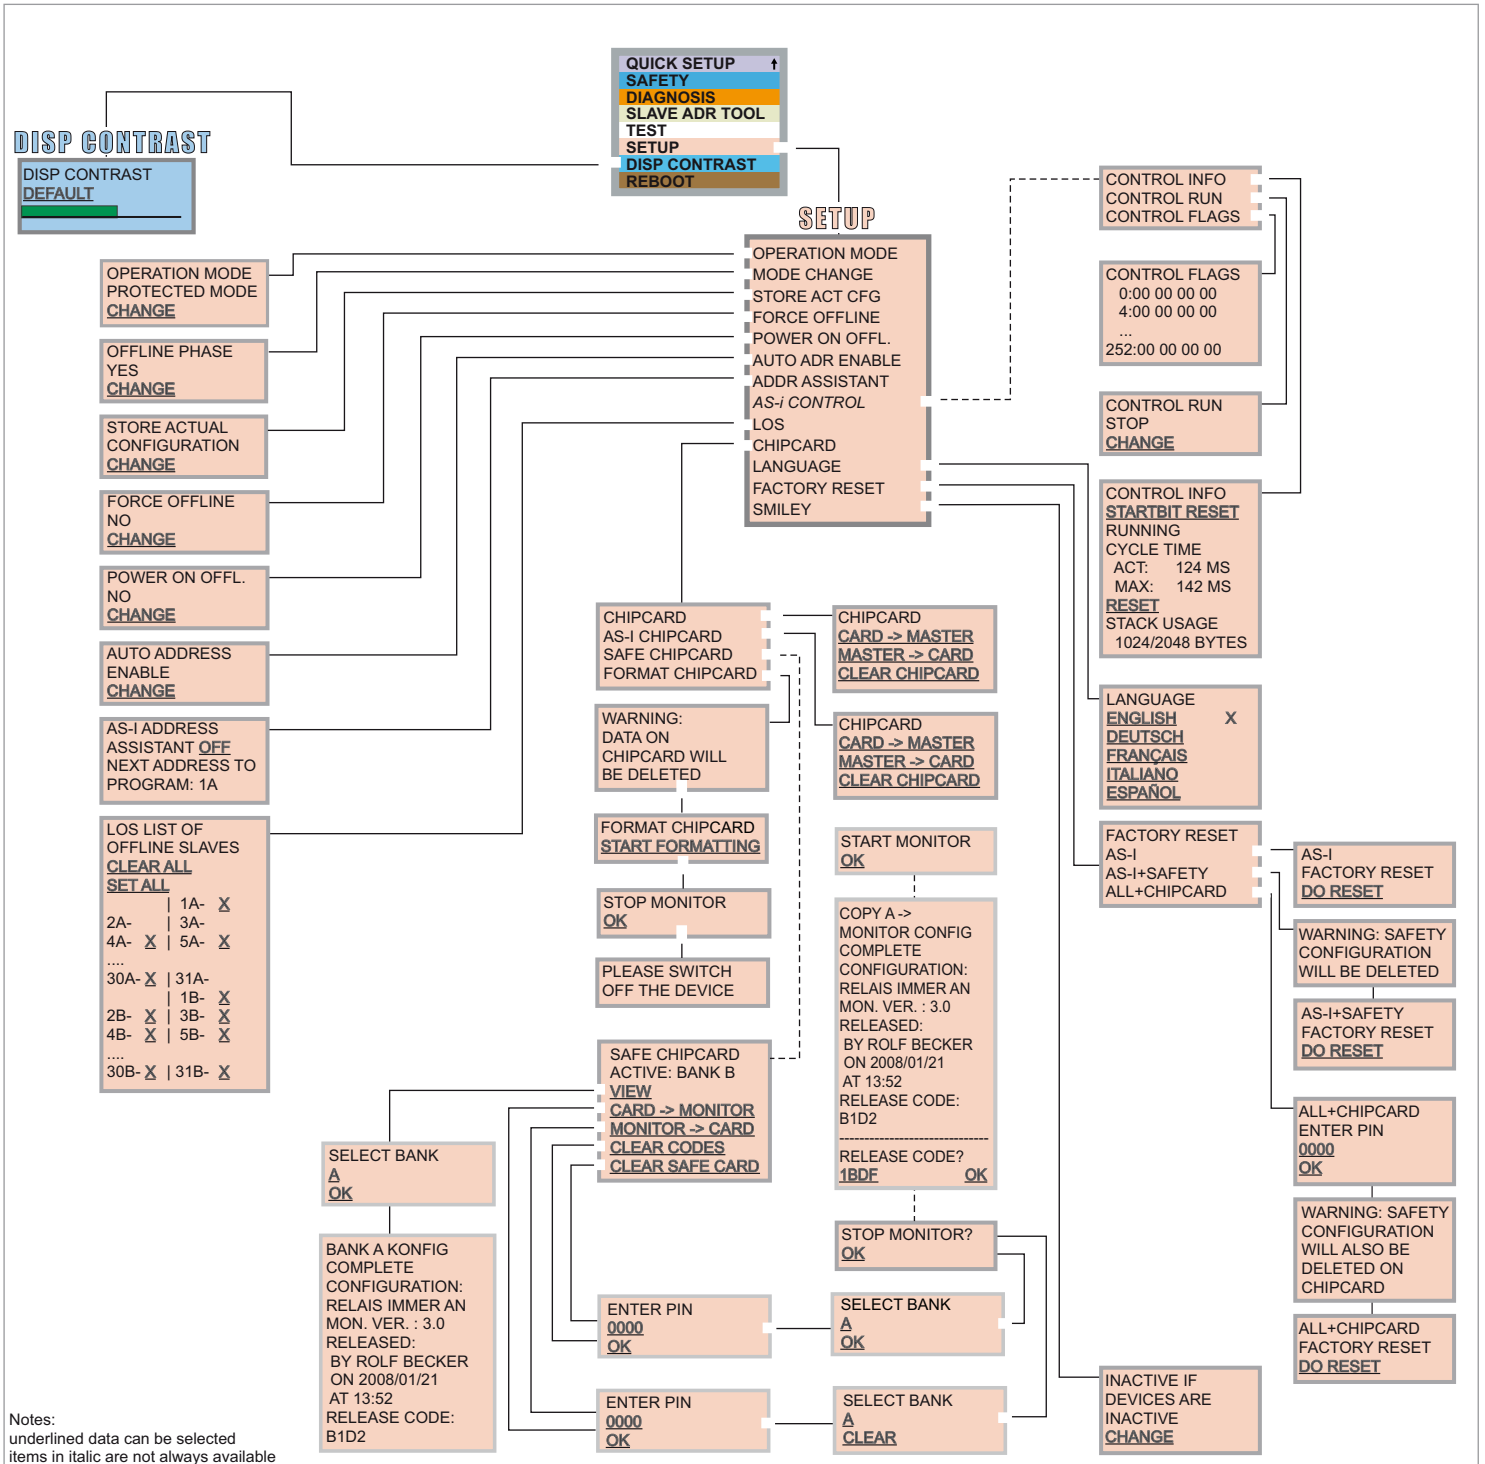 QUICK SETUP
SAFETY
DIAGNOSIS
SLAVE ADR TOOL
TEST
SETUP
DISP CONTRAST
REBOOT
DISP CONTRAST
DISP CONTRAST
DEFAULT
SETUP
OPERATION MODE
MODE CHANGE
STORE ACT CFG
FORCE OFFLINE
POWER ON OFFL.
AUTO ADR ENABLE
ADDR ASSISTANT
AS-i CONTROL
LOS
CHIPCARD
LANGUAGE
FACTORY RESET
SMILEY
OPERATION MODE
PROTECTED MODE
CHANGE
OFFLINE PHASE
YES
CHANGE
STORE ACTUAL
CONFIGURATION
CHANGE
FORCE OFFLINE
NO
CHANGE
POWER ON OFFL.
NO
CHANGE
AUTO ADDRESS
ENABLE
CHANGE
AS-I ADDRESS
ASSISTANT OFF
NEXT ADDRESS TO
PROGRAM: 1A
LOS LIST OF
OFFLINE SLAVES
CLEAR ALL
SET ALL
| 1A- X
2A- | 3A-
4A- X | 5A- X
....
30A- X | 31A-
| 1B- X
2B- X | 3B- X
4B- X | 5B- X
....
30B- X | 31B- X
CONTROL INFO
CONTROL RUN
CONTROL FLAGS
CONTROL FLAGS
0:00 00 00 00
4:00 00 00 00
...
252:00 00 00 00
CONTROL RUN
STOP
CHANGE
CONTROL INFO
STARTBIT RESET
RUNNING
CYCLE TIME
ACT: 124 MS
MAX: 142 MS
RESET
STACK USAGE
1024/2048 BYTES
LANGUAGE
ENGLISH X
DEUTSCH
FRANÇAIS
ITALIANO
ESPAÑOL
FACTORY RESET
AS-I
AS-I+SAFETY
ALL+CHIPCARD
AS-I
FACTORY RESET
DO RESET
WARNING: SAFETY
CONFIGURATION
WILL BE DELETED
AS-I+SAFETY
FACTORY RESET
DO RESET
ALL+CHIPCARD
ENTER PIN
0000
OK
WARNING: SAFETY
CONFIGURATION
WILL ALSO BE
DELETED ON
CHIPCARD
ALL+CHIPCARD
FACTORY RESET
DO RESET
INACTIVE IF
DEVICES ARE
INACTIVE
CHANGE
CHIPCARD
AS-I CHIPCARD
SAFE CHIPCARD
FORMAT CHIPCARD
CHIPCARD
CARD -> MASTER
MASTER -> CARD
CLEAR CHIPCARD
CHIPCARD
CARD -> MASTER
MASTER -> CARD
CLEAR CHIPCARD
WARNING:
DATA ON
CHIPCARD WILL
BE DELETED
FORMAT CHIPCARD
START FORMATTING
STOP MONITOR
OK
PLEASE SWITCH
OFF THE DEVICE
SAFE CHIPCARD
ACTIVE: BANK B
VIEW
CARD -> MONITOR
MONITOR -> CARD
CLEAR CODES
CLEAR SAFE CARD
START MONITOR
OK
COPY A ->
MONITOR CONFIG
COMPLETE
CONFIGURATION:
RELAIS IMMER AN
MON. VER. : 3.0
RELEASED:
BY ROLF BECKER
ON 2008/01/21
AT 13:52
RELEASE CODE:
B1D2
------------------------------
RELEASE CODE?
1BDF OK
STOP MONITOR?
OK
SELECT BANK
A
OK
BANK A KONFIG
COMPLETE
CONFIGURATION:
RELAIS IMMER AN
MON. VER. : 3.0
RELEASED:
BY ROLF BECKER
ON 2008/01/21
AT 13:52
RELEASE CODE:
B1D2
ENTER PIN
0000
OK
SELECT BANK
A
OK
ENTER PIN
0000
OK
SELECT BANK
A
CLEAR
Notes:
underlined data can be selected
items in italic are not always available